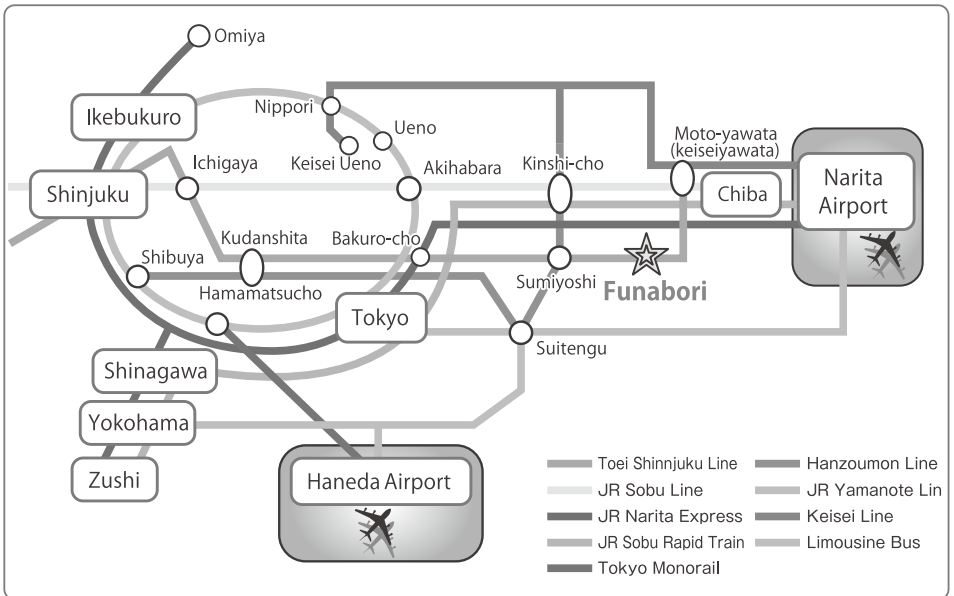 Omiya
Ikebukuro
Nippori
Ueno
Keisei Ueno
Moto-yawata
(keiseiyawata)
Ichigaya
Akihabara
Kinshi-cho
Shinjuku
Chiba
Narita
Airport
Kudanshita
Bakuro-cho
Shibuya
Hamamatsucho
Sumiyoshi
Funabori
Tokyo
Suitengu
Shinagawa
Yokohama
Zushi
Haneda Airport
Toei Shinnjuku Line
JR Sobu Line
JR Narita Express
JR Sobu Rapid Train
Tokyo Monorail
Hanzoumon Line
JR Yamanote Lin
Keisei Line
Limousine Bus